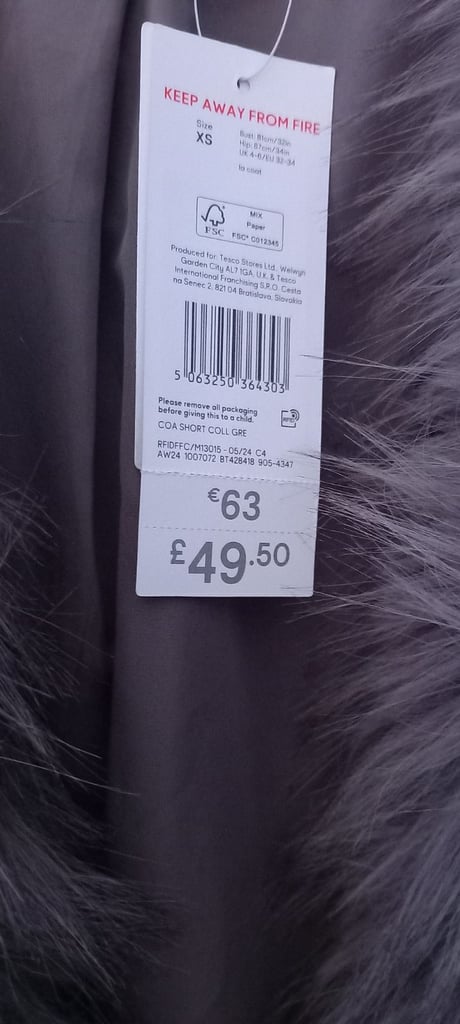 KEEP AWAY FROM FIRE
Size
XS
Bust: 81cm/32in
Hip: 87cm/34in
UK 4-6/EU 32-34
la coat
FSC
MIX
Paper
FSC® C012345
Produced for: Tesco Stores Ltd., Welwyn
Garden City AL7 1GA, U.K. & Tesco
International Franchising S.R.O. Cesta
na Senec 2, 821 04 Bratislava, Slovakia
5 063250 364303
Please remove all packaging
before giving this to a child.
COA SHORT COLL GRE
RFIDFFC/M13015 - 05/24 C4
AW24 1007072 BT428418 905-4347
€63
£49.50